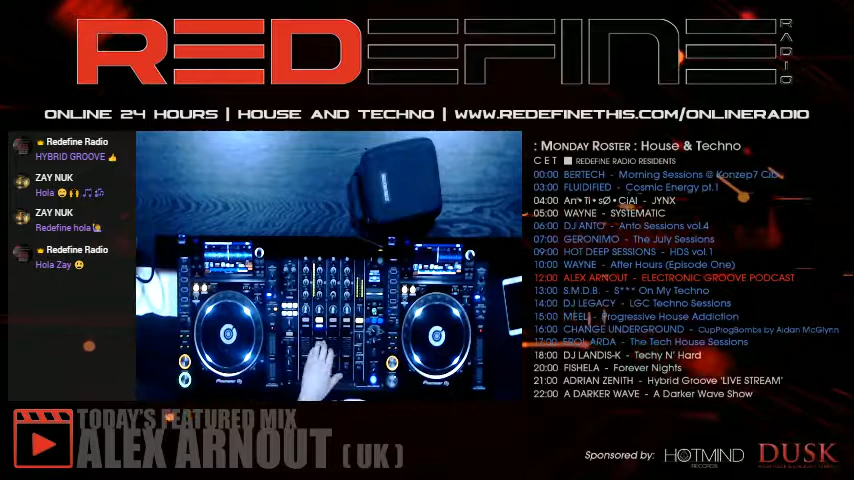 REDEFINE
RADIO
ONLINE 24 HOURS | HOUSE AND TECHNO | WWW.REDEFINETHIS.COM/ONLINERADIO
Redefine Radio
HYBRID GROOVE 👍
ZAY NUK
Hola 😀🙌🎵🎶
ZAY NUK
Redefine hola🙋
Redefine Radio
Hola Zay 😀
: MONDAY ROSTER : HOUSE & TECHNO
CET REDEFINE RADIO RESIDENTS
00:00 BERTECH - Morning Sessions @ Konzep7
03:00 FLUIDIFIED - Cosmic Energy pt.1
04:00 An•Ti•sØ•CiAl - JYNX
05:00 WAYNE - SYSTEMATIC
06:00 DJ ANTO - Anto Sessions vol.4
07:00 GERONIMO - The July Sessions
09:00 HOT DEEP SESSIONS - HDS vol.1
10:00 WAYNE - After Hours (Episode One)
12:00 ALEX ARNOUT - ELECTRONIC GROOVE PODCAST
13:00 S.M.D.B. - S*** On My Techno
14:00 DJ LEGACY - LGC Techno Sessions
15:00 MEELI - Progressive House Addiction
16:00 CHANGE UNDERGROUND - CupProgBombs by Aidan McGlynn
17:00 EROL ARDA - The Tech House Sessions
18:00 DJ LANDIS-K - Techy N' Hard
20:00 FISHELA - Forever Nights
21:00 ADRIAN ZENITH - Hybrid Groove 'LIVE STREAM'
22:00 A DARKER WAVE - A Darker Wave Show
TODAY'S FEATURED MIX
ALEX ARNOUT ( UK )
Sponsored by: HOTMIND
RECORDS
DUSK